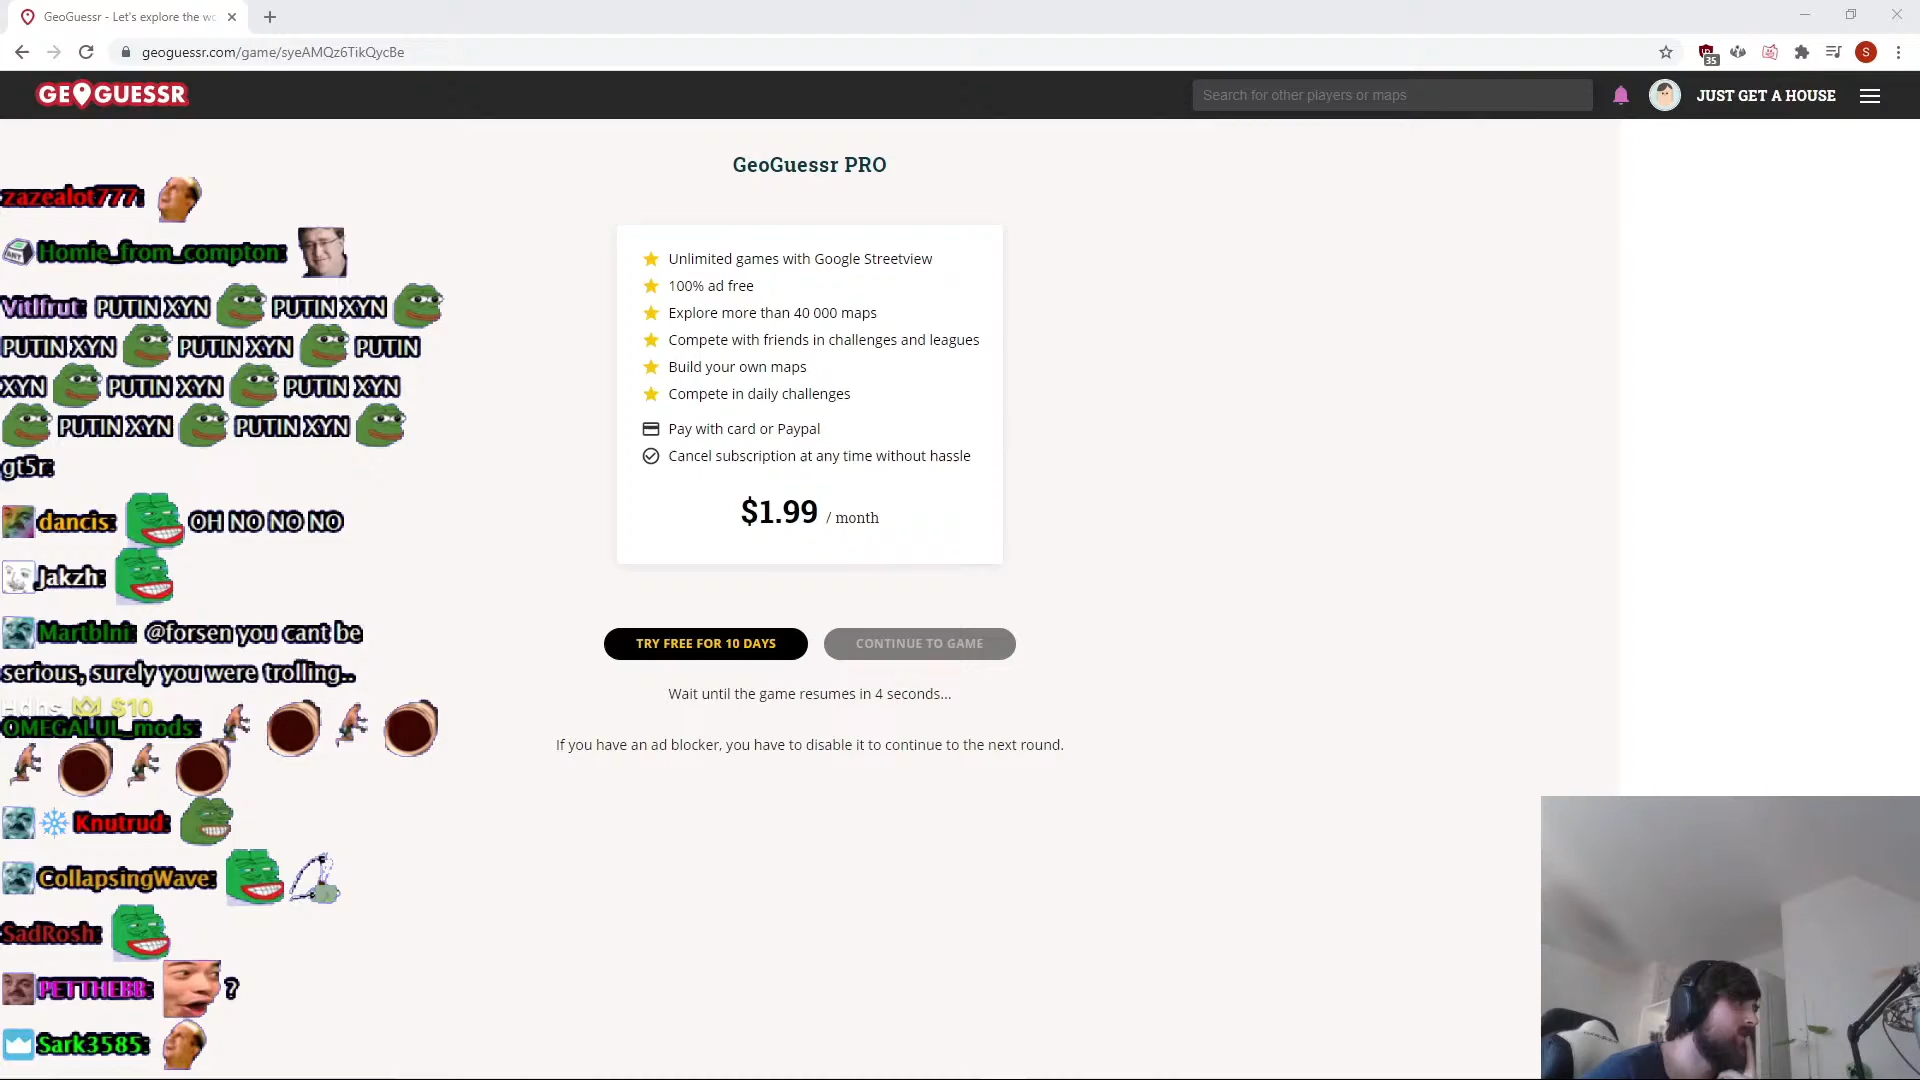 GeoGuessr - Let's explore the wo
geoguessr.com/game/syeAMQz6TikQycBe
35
S
GEOGUESSR
Search for other players or maps
JUST GET A HOUSE
GeoGuessr PRO
Unlimited games with Google Streetview
100% ad free
Explore more than 40 000 maps
Compete with friends in challenges and leagues
Build your own maps
Compete in daily challenges
Pay with card or Paypal
Cancel subscription at any time without hassle
$1.99 / month
TRY FREE FOR 10 DAYS
CONTINUE TO GAME
Wait until the game resumes in 4 seconds...
If you have an ad blocker, you have to disable it to continue to the next round.
zazealot777:
ANY Homie_from_compton:
Vitlfrut: PUTIN XYN PUTIN XYN
PUTIN XYN PUTIN XYN PUTIN
XYN PUTIN XYN PUTIN XYN
PUTIN XYN PUTIN XYN
gt5r:
dancis: OH NO NO NO
Jakzh:
Martblni: @forsen you cant be
serious, surely you were trolling..
Hdns $10
OMEGALUL_mods:
Knutrud:
CollapsingWave:
SadRosh:
PETTHEBB: ?
Sark3585: